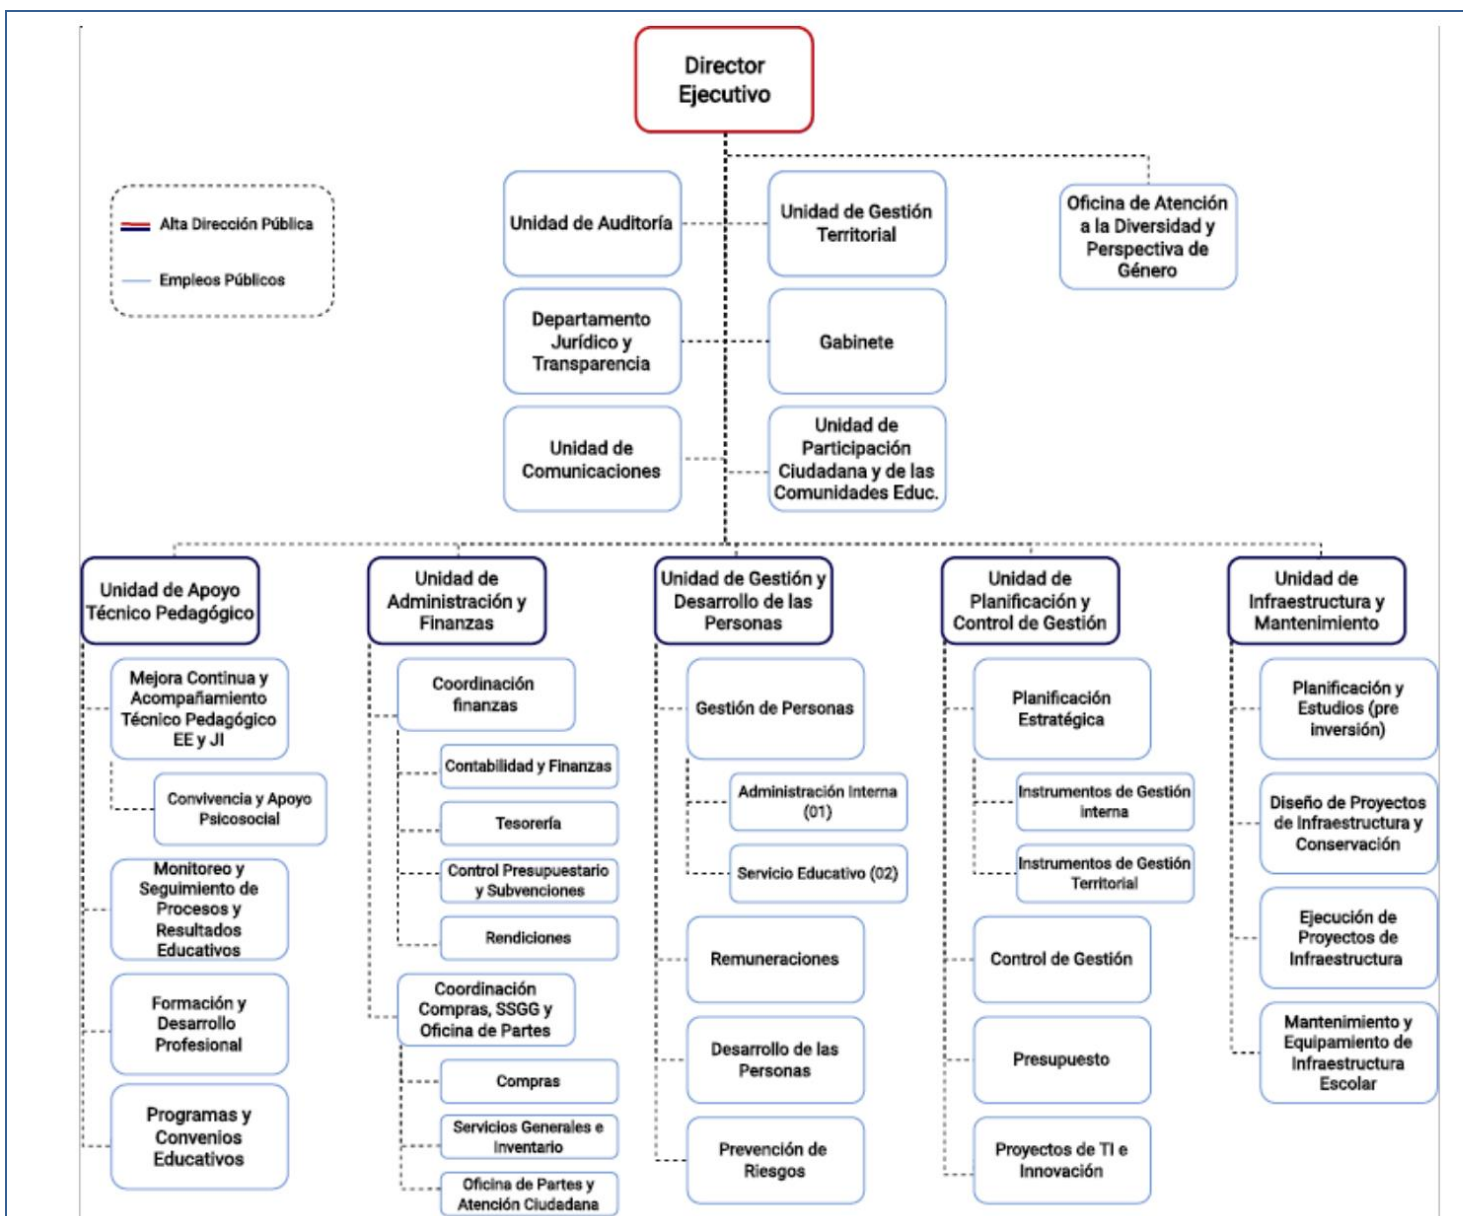 Director
Ejecutivo
Alta Dirección Pública
Empleos Públicos
Unidad de Auditoría
Unidad de Gestión
Territorial
Oficina de Atención
a la Diversidad y
Perspectiva de
Género
Departamento
Jurídico y
Transparencia
Gabinete
Unidad de
Comunicaciones
Unidad de
Participación
Ciudadana y de las
Comunidades Educ.
Unidad de Apoyo
Técnico Pedagógico
Mejora Continua y
Acompañamiento
Técnico Pedagógico
EE y JI
Convivencia y Apoyo
Psicosocial
Monitoreo y
Seguimiento de
Procesos y
Resultados
Educativos
Formación y
Desarrollo
Profesional
Programas y
Convenios
Educativos
Unidad de
Administración y
Finanzas
Coordinación
finanzas
Contabilidad y Finanzas
Tesorería
Control Presupuestario
y Subvenciones
Rendiciones
Coordinación
Compras, SSGG y
Oficina de Partes
Compras
Servicios Generales e
Inventario
Oficina de Partes y
Atención Ciudadana
Unidad de Gestión y
Desarrollo de las
Personas
Gestión de Personas
Administración Interna
(01)
Servicio Educativo (02)
Remuneraciones
Desarrollo de las
Personas
Prevención de
Riesgos
Unidad de
Planificación y
Control de Gestión
Planificación
Estratégica
Instrumentos de Gestión
interna
Instrumentos de Gestión
Territorial
Control de Gestión
Presupuesto
Proyectos de TI e
Innovación
Unidad de
Infraestructura y
Mantenimiento
Planificación y
Estudios (pre
inversión)
Diseño de Proyectos
de Infraestructura y
Conservación
Ejecución de
Proyectos de
Infraestructura
Mantenimiento y
Equipamiento de
Infraestructura
Escolar